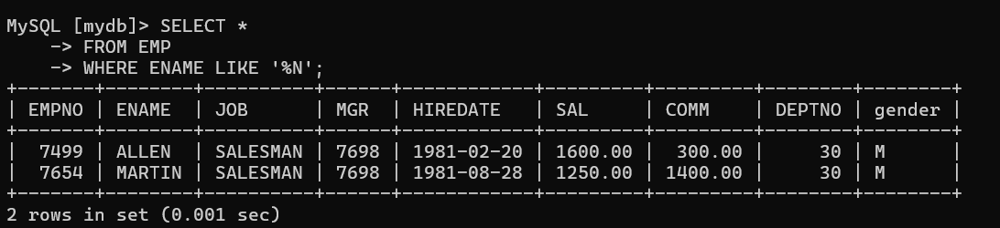 MySQL [mydb]> SELECT *
    -> FROM EMP
    -> WHERE ENAME LIKE '%N';
+-------+--------+----------+------+------------+---------+---------+--------+--------+
| EMPNO | ENAME  | JOB      | MGR  | HIREDATE   | SAL     | COMM    | DEPTNO | gender |
+-------+--------+----------+------+------------+---------+---------+--------+--------+
|  7499 | ALLEN  | SALESMAN | 7698 | 1981-02-20 | 1600.00 |  300.00 |     30 | M      |
|  7654 | MARTIN | SALESMAN | 7698 | 1981-08-28 | 1250.00 | 1400.00 |     30 | M      |
+-------+--------+----------+------+------------+---------+---------+--------+--------+
2 rows in set (0.001 sec)